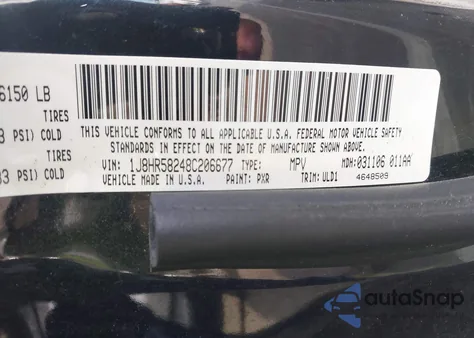 6150 LB
TIRES
3 PSI) COLD
TIRES
33 PSI) COLD
THIS VEHICLE CONFORMS TO ALL APPLICABLE U.S.A. FEDERAL MOTOR VEHICLE SAFETY
STANDARDS IN EFFECT ON THE DATE OF MANUFACTURE SHOWN ABOVE.
VIN: 1J8HR58248C206677 TYPE: MPV MDH: 031106 011AA
VEHICLE MADE IN U.S.A. PAINT: PXR TRIM: ULD1 4648509
autoSnap